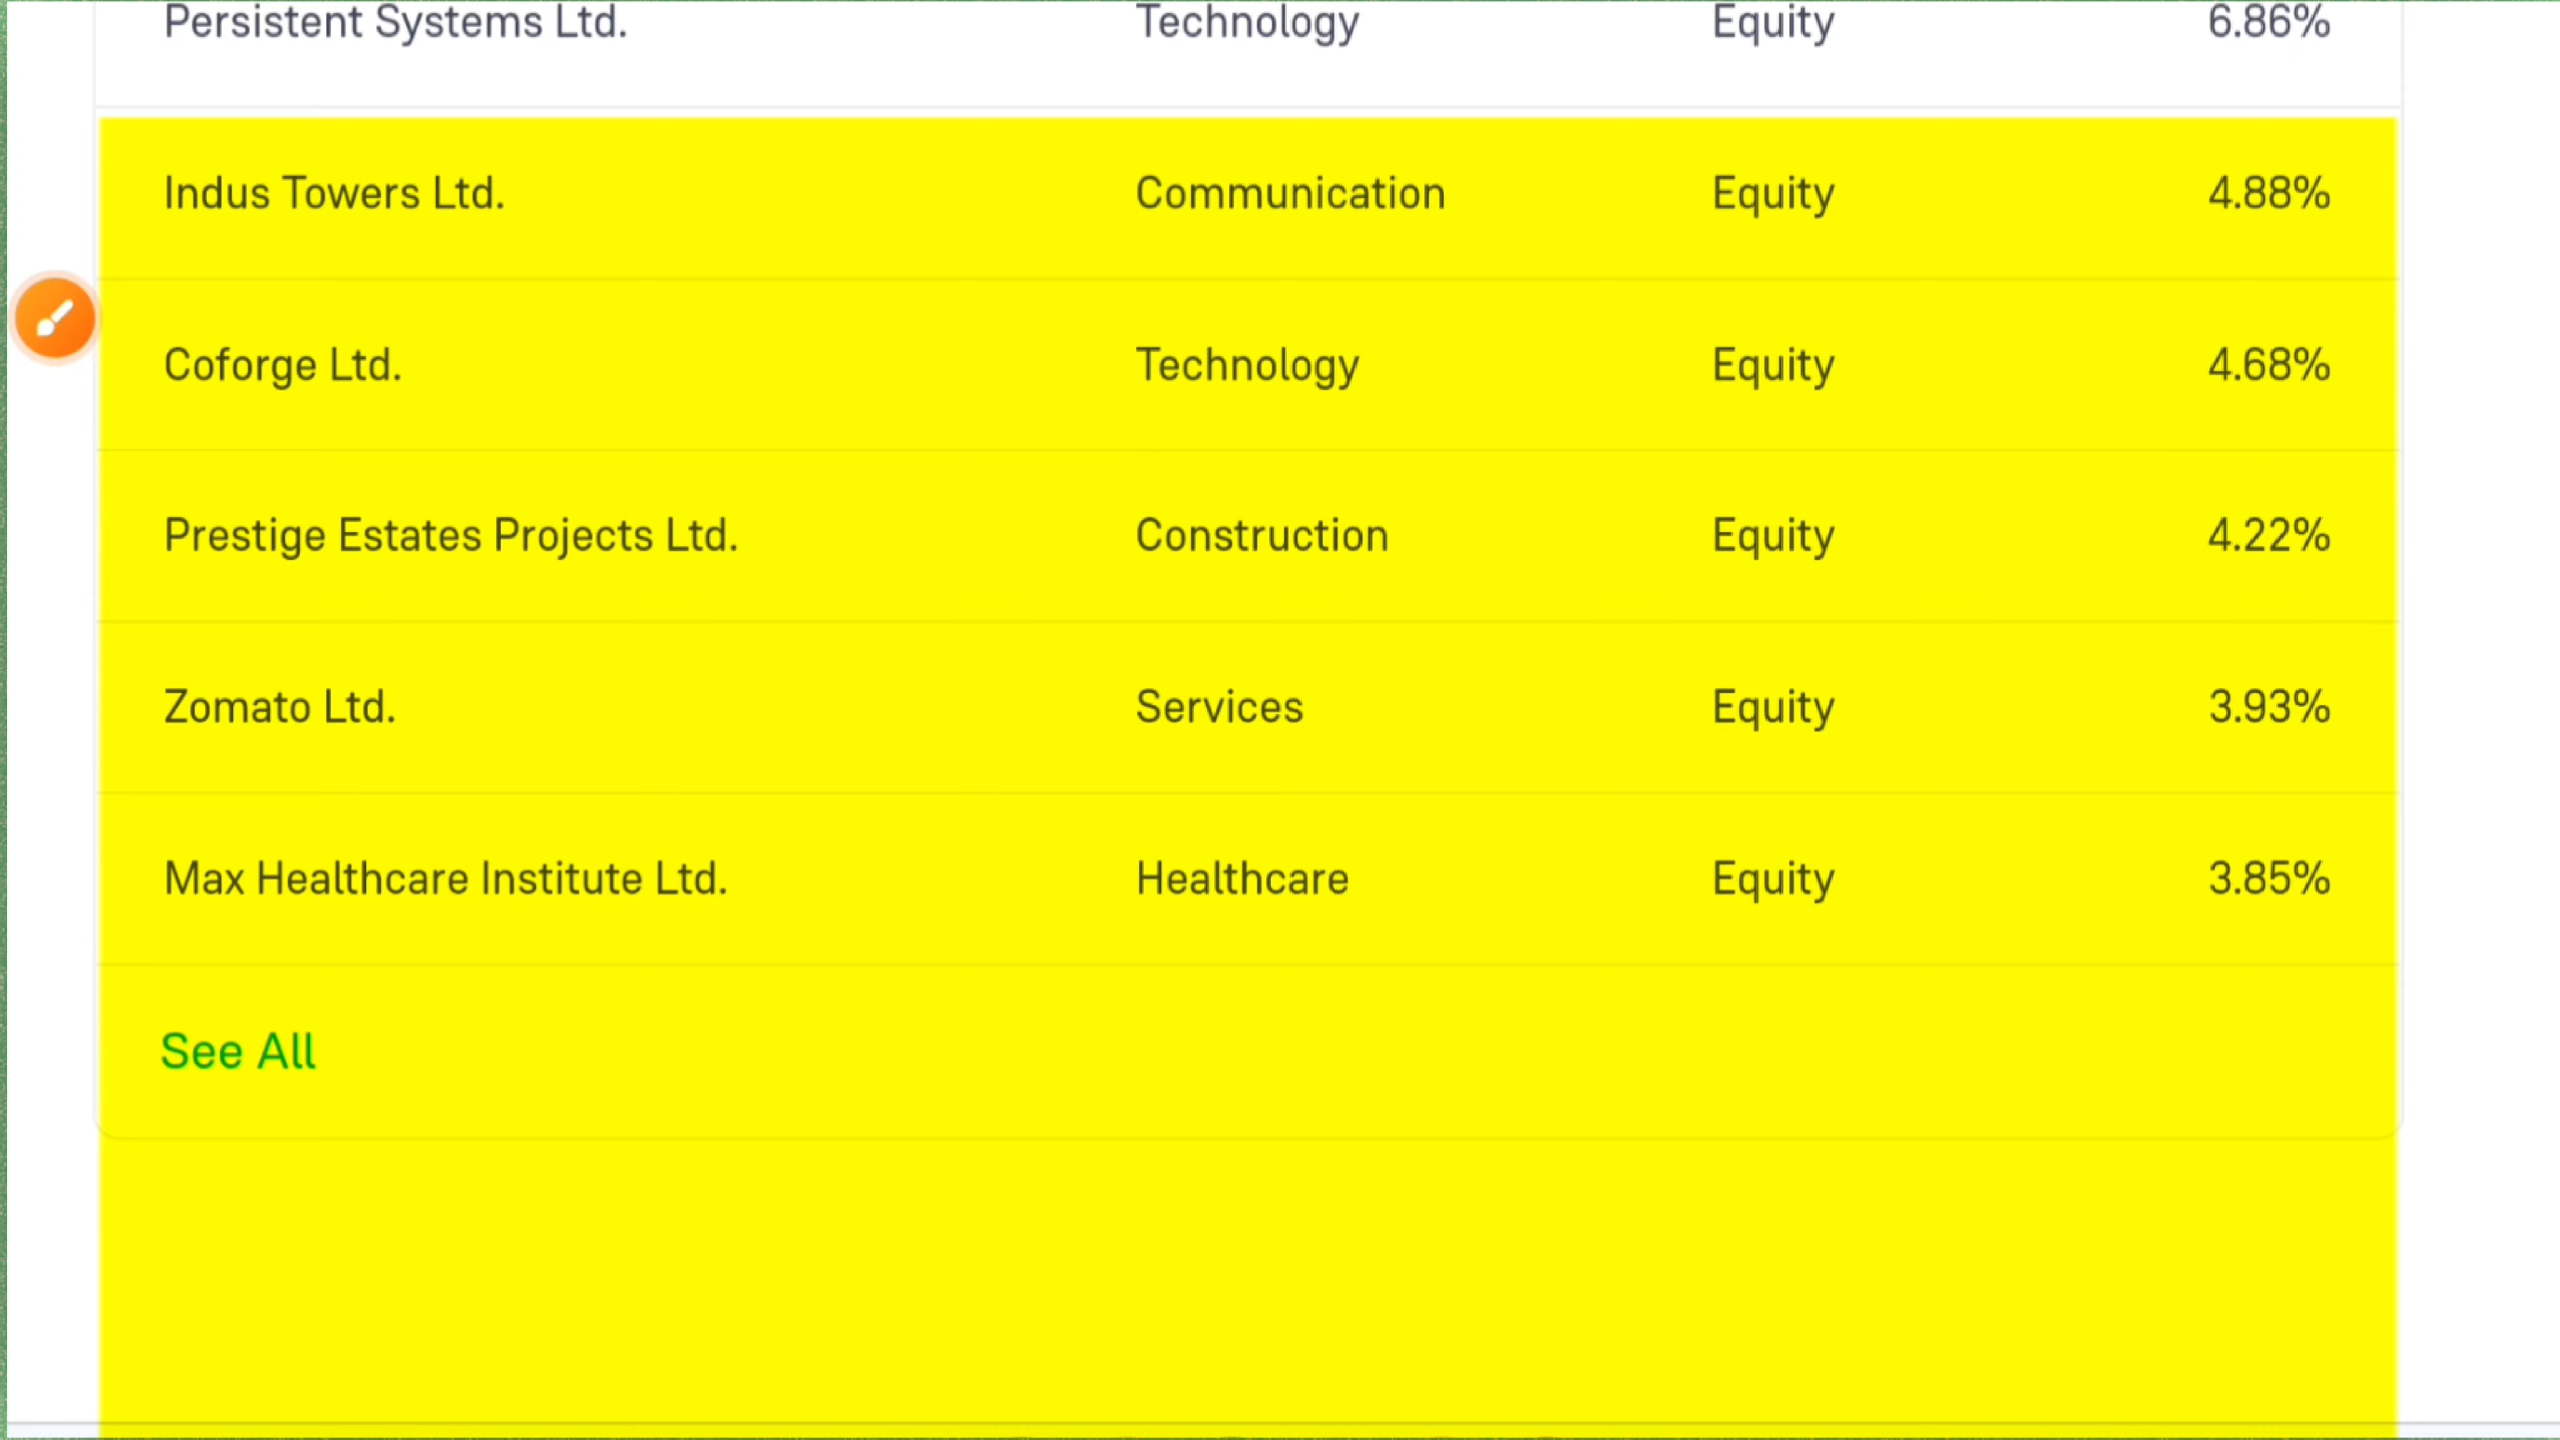 Persistent Systems Ltd. Technology Equity 6.86%
Indus Towers Ltd. Communication Equity 4.88%
Coforge Ltd. Technology Equity 4.68%
Prestige Estates Projects Ltd. Construction Equity 4.22%
Zomato Ltd. Services Equity 3.93%
Max Healthcare Institute Ltd. Healthcare Equity 3.85%
See All